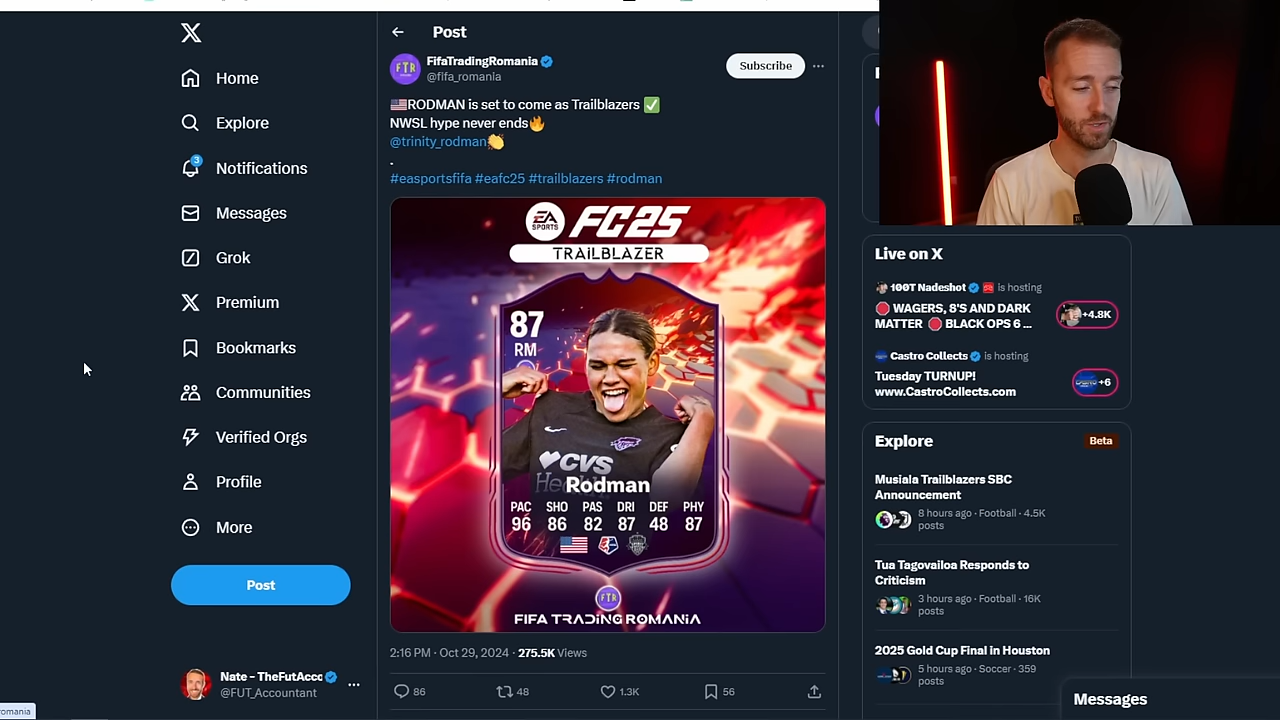 Post
FifaTradingRomania
@fifa_romania
Subscribe
🇺🇸RODMAN is set to come as Trailblazers ✅
NWSL hype never ends🔥
@trinity_rodman👏
.
#easportsfifa #eafc25 #trailblazers #rodman
EA SPORTS FC25
TRAILBLAZER
87
RM
CVS
Health
Rodman
PAC SHO PAS DRI DEF PHY
96 86 82 87 48 87
FTR
FIFA TRADING ROMANIA
2:16 PM · Oct 29, 2024 · 275.5K Views
86 48 1.3K 56
Home
Explore
3
Notifications
Messages
Grok
Premium
Bookmarks
Communities
Verified Orgs
Profile
More
Post
Nate - TheFutAcc
@FUT_Accountant
omania
Live on X
100T Nadeshot is hosting
🔴 WAGERS, 8'S AND DARK
MATTER 🔴 BLACK OPS 6 ...
+4.8K
Castro Collects is hosting
Tuesday TURNUP!
www.CastroCollects.com
+6
Explore
Beta
Musiala Trailblazers SBC
Announcement
8 hours ago · Football · 4.5K
posts
Tua Tagovailoa Responds to
Criticism
3 hours ago · Football · 16K
posts
2025 Gold Cup Final in Houston
5 hours ago · Soccer · 359
posts
Messages